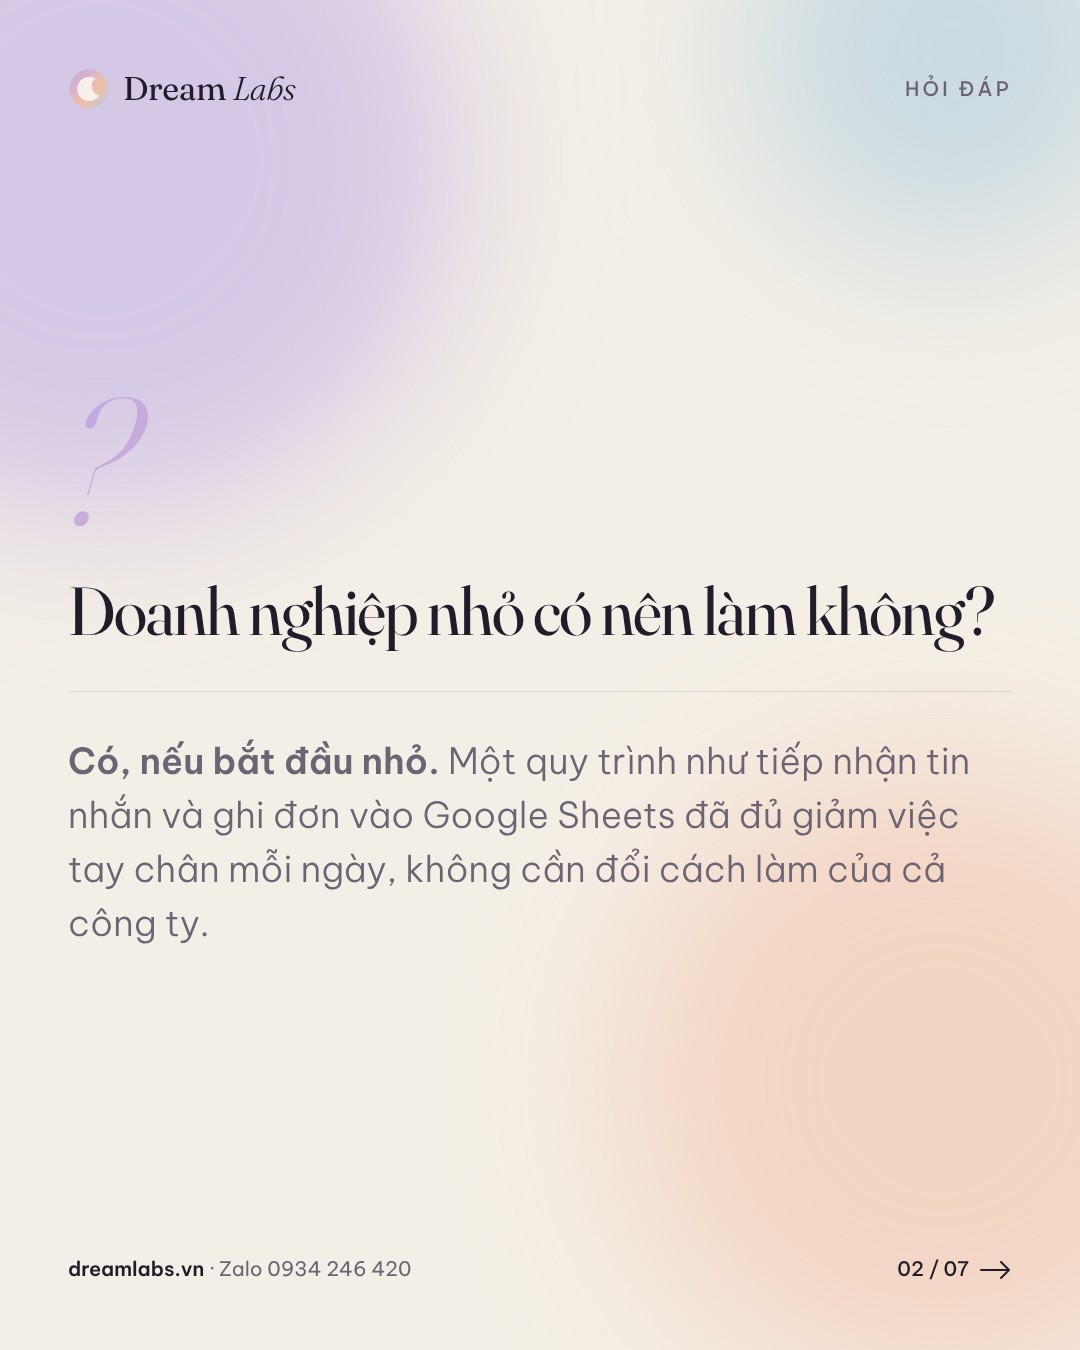 Dream Labs
HỎI ĐÁP
?
Doanh nghiệp nhỏ có nên làm không?
Có, nếu bắt đầu nhỏ. Một quy trình như tiếp nhận tin
nhắn và ghi đơn vào Google Sheets đã đủ giảm việc
tay chân mỗi ngày, không cần đổi cách làm của cả
công ty.
dreamlabs.vn · Zalo 0934 246 420
02 / 07 →